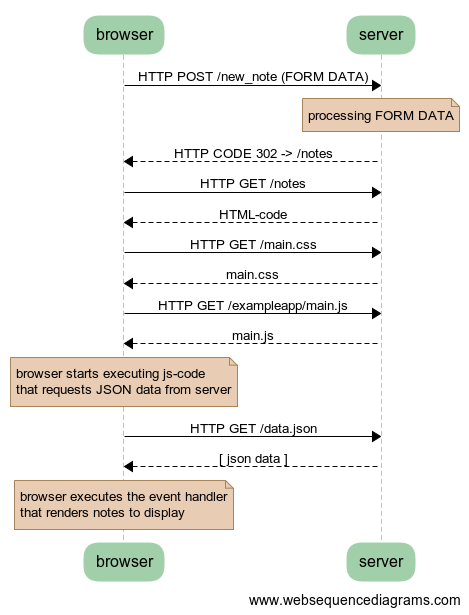 browser
server
HTTP POST /new_note (FORM DATA)
processing FORM DATA
HTTP CODE 302 -> /notes
HTTP GET /notes
HTML-code
HTTP GET /main.css
main.css
HTTP GET /exampleapp/main.js
main.js
browser starts executing js-code
that requests JSON data from server
HTTP GET /data.json
[ json data ]
browser executes the event handler
that renders notes to display
browser
server
www.websequencediagrams.com